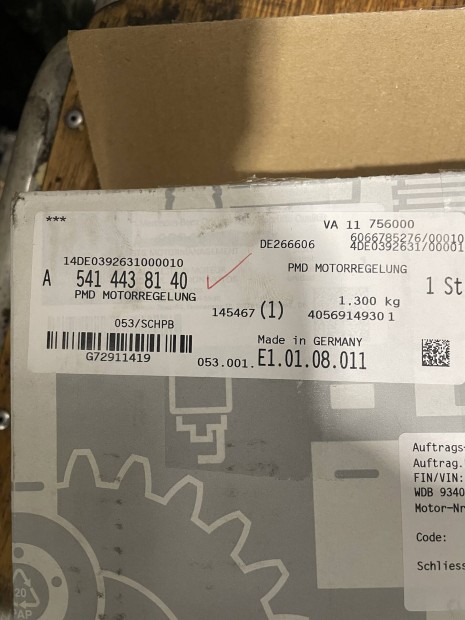 ***
VA 11 756000
DE266606
6066785276/00010
4DE0392631/00001
14DE0392631000010
PMD MOTORREGELUNG
A 541 443 81 40
1 St
PMD MOTORREGELUNG
1.300 kg
145467 (1)
4056914930 1
053/SCHPB
Made in GERMANY
G72911419
053.001. E1.01.08.011
Auftrags-
Auftrag.
FIN/VIN:
WDB 9340
Motor-Nr
Code:
Schliess
20
PAP